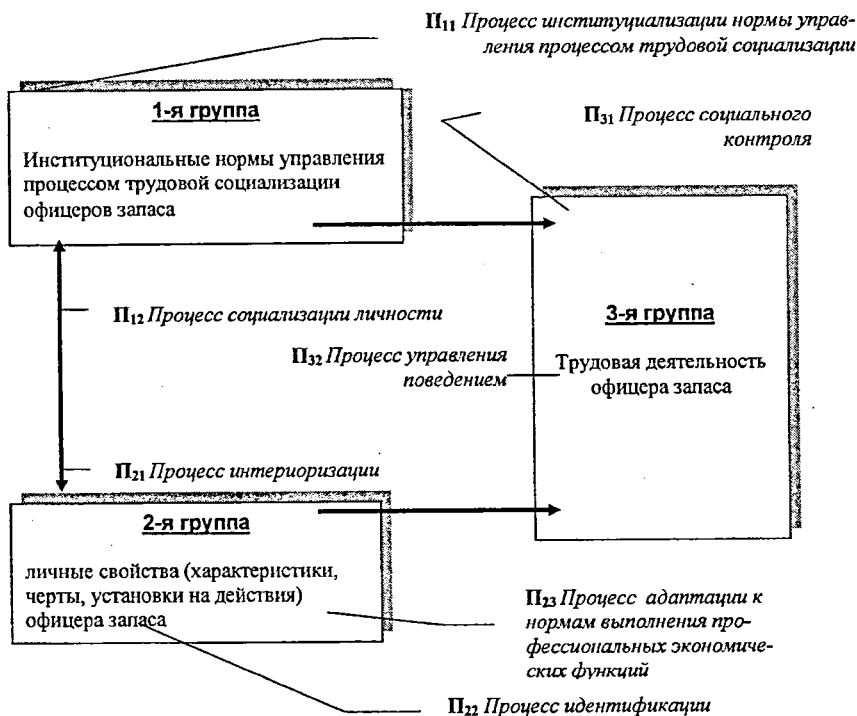 П11 Процесс институциализации нормы управ-
ления процессом трудовой социализации
1-я группа
Институциональные нормы управления
процессом трудовой социализации
офицеров запаса
П31 Процесс социального
контроля
П12 Процесс социализации личности
П32 Процесс управления
поведением
3-я группа
Трудовая деятельность
офицера запаса
П21 Процесс интериоризации
2-я группа
личные свойства (характеристики,
черты, установки на действия)
офицера запаса
П23 Процесс адаптации к
нормам выполнения про-
фессиональных экономиче-
ских функций
П22 Процесс идентификации